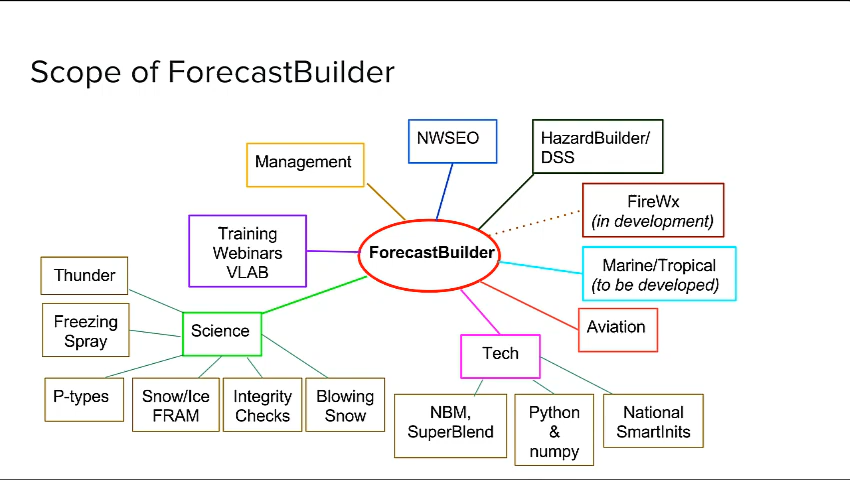 Scope of ForecastBuilder
NWSEO
HazardBuilder/
DSS
Management
FireWx
(in development)
Training
Webinars
VLAB
ForecastBuilder
Marine/Tropical
(to be developed)
Thunder
Freezing
Spray
Science
Aviation
Tech
P-types
Snow/Ice
FRAM
Integrity
Checks
Blowing
Snow
NBM,
SuperBlend
Python
&
numpy
National
SmartInits